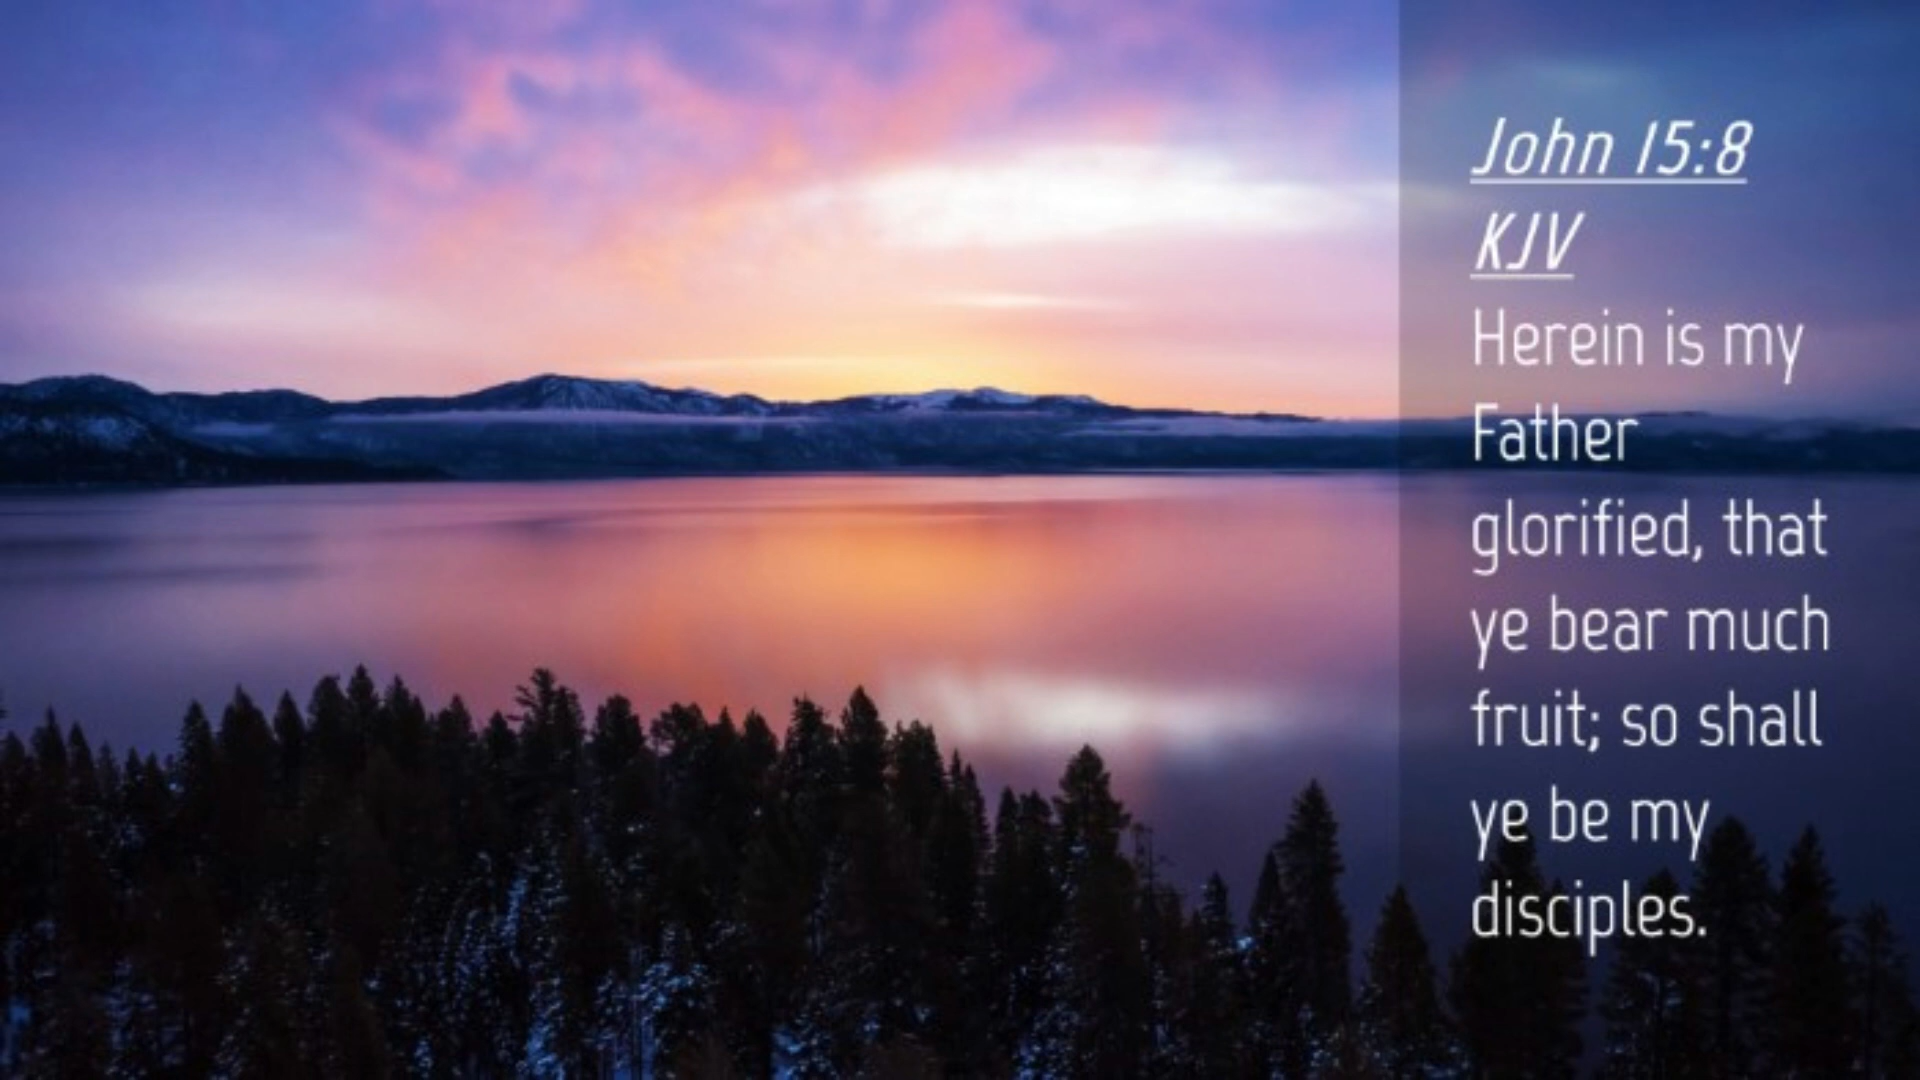 John 15:8
KJV
Herein is my
Father
glorified, that
ye bear much
fruit; so shall
ye be my
disciples.